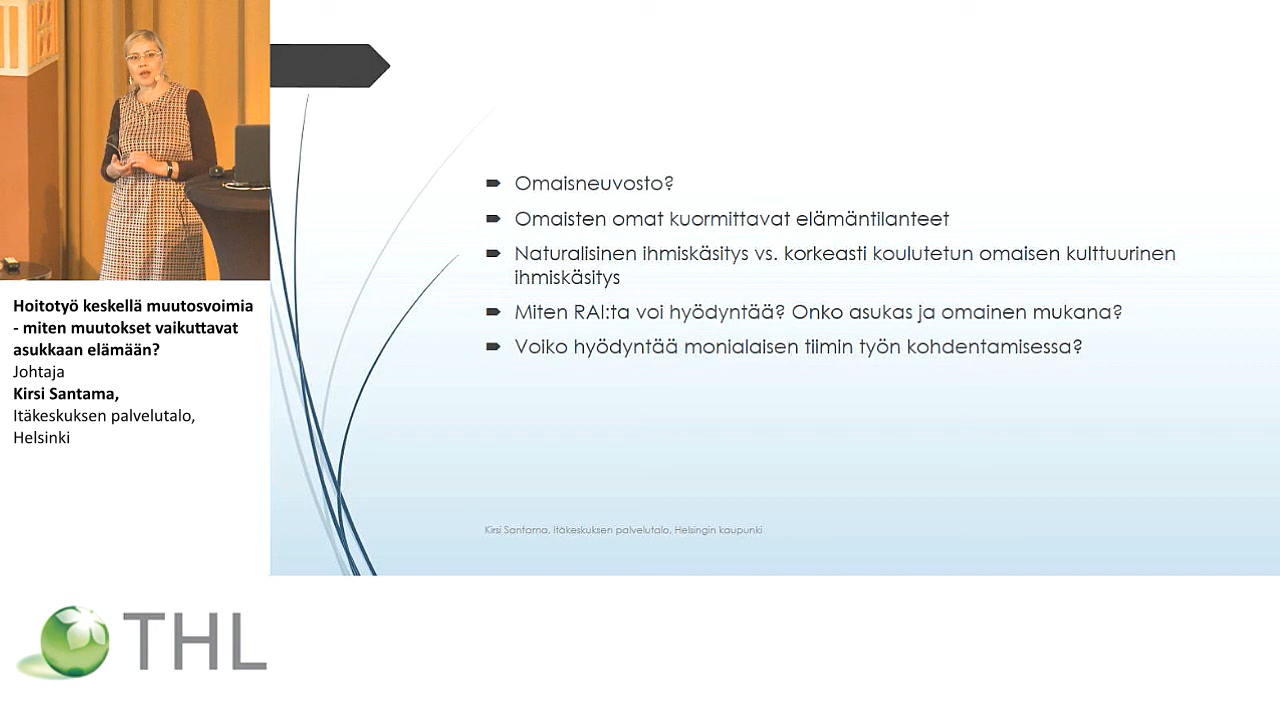 Omaisneuvosto?
Omaisten omat kuormittavat elämäntilanteet
Naturalisinen ihmiskäsitys vs. korkeasti koulutetun omaisen kulttuurinen
ihmiskäsitys
Miten RAI:ta voi hyödyntää? Onko asukas ja omainen mukana?
Voiko hyödyntää monialaisen tiimin työn kohdentamisessa?
Kirsi Santama, Itäkeskuksen palvelutalo, Helsingin kaupunki
Hoitotyö keskellä muutosvoimia
- miten muutokset vaikuttavat
asukkaan elämään?
Johtaja
Kirsi Santama,
Itäkeskuksen palvelutalo,
Helsinki
THL